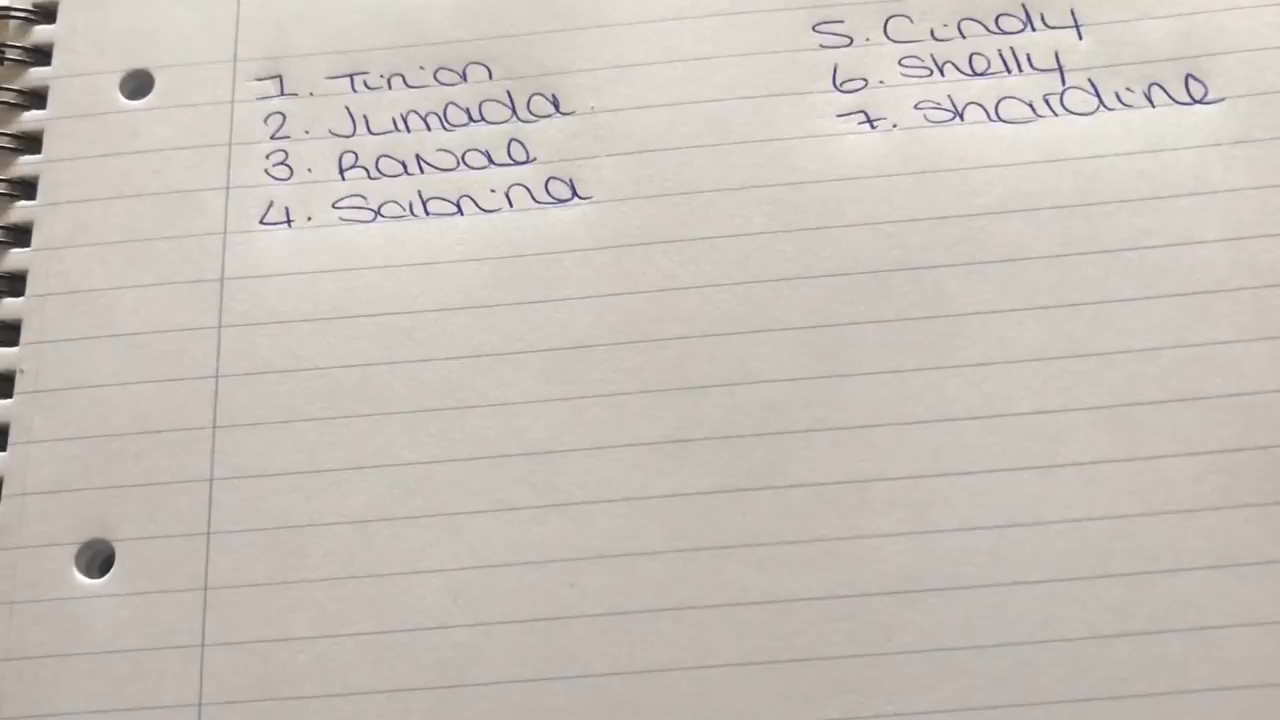 1. Tirion
2. Jumada
3. RaNae
4. Sabrina
5. Cindy
6. Shelly
7. Shardine